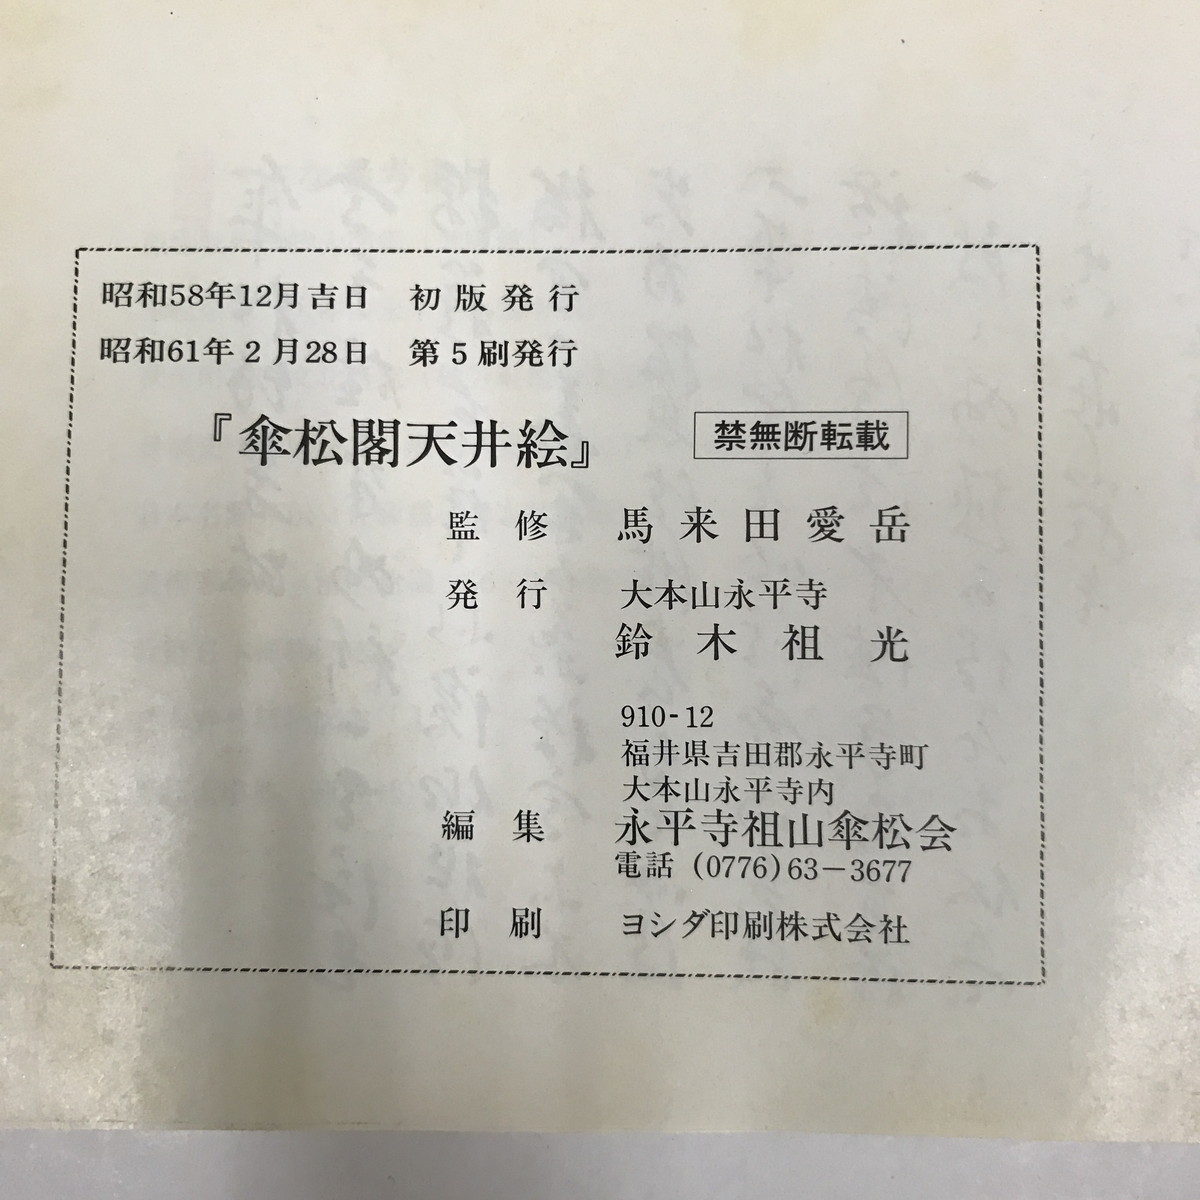 昭和58年12月吉日 初版発行
昭和61年2月28日 第5刷発行
『傘松閣天井絵』 禁無断転載
監修 馬来田愛岳
発行 大本山永平寺
鈴木祖光
910-12
福井県吉田郡永平寺町
大本山永平寺内
編集 永平寺祖山傘松会
電話 (0776)63-3677
印刷 ヨシダ印刷株式会社